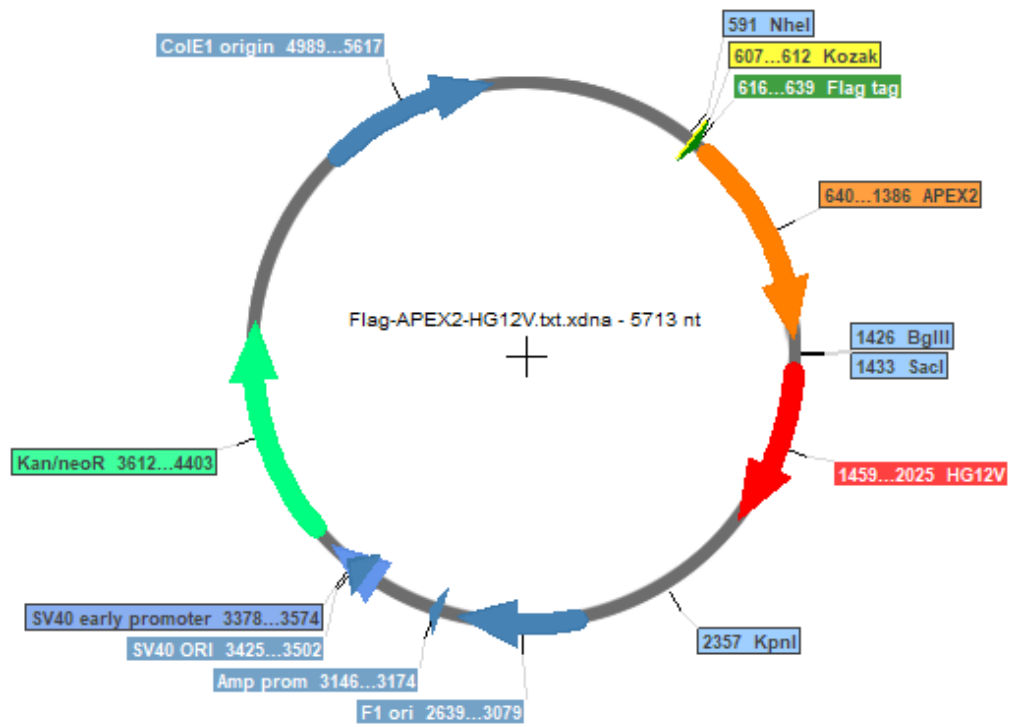 591 NheI
ColE1 origin 4989...5617
607...612 Kozak
616...639 Flag tag
640...1386 APEX2
Flag-APEX2-HG12V.txt.xdna - 5713 nt
1426 BglII
1433 SacI
Kan/neoR 3612...4403
1459...2025 HG12V
SV40 early promoter 3378...3574
2357 KpnI
SV40 ORI 3425...3502
Amp prom 3146...3174
F1 ori 2639...3079